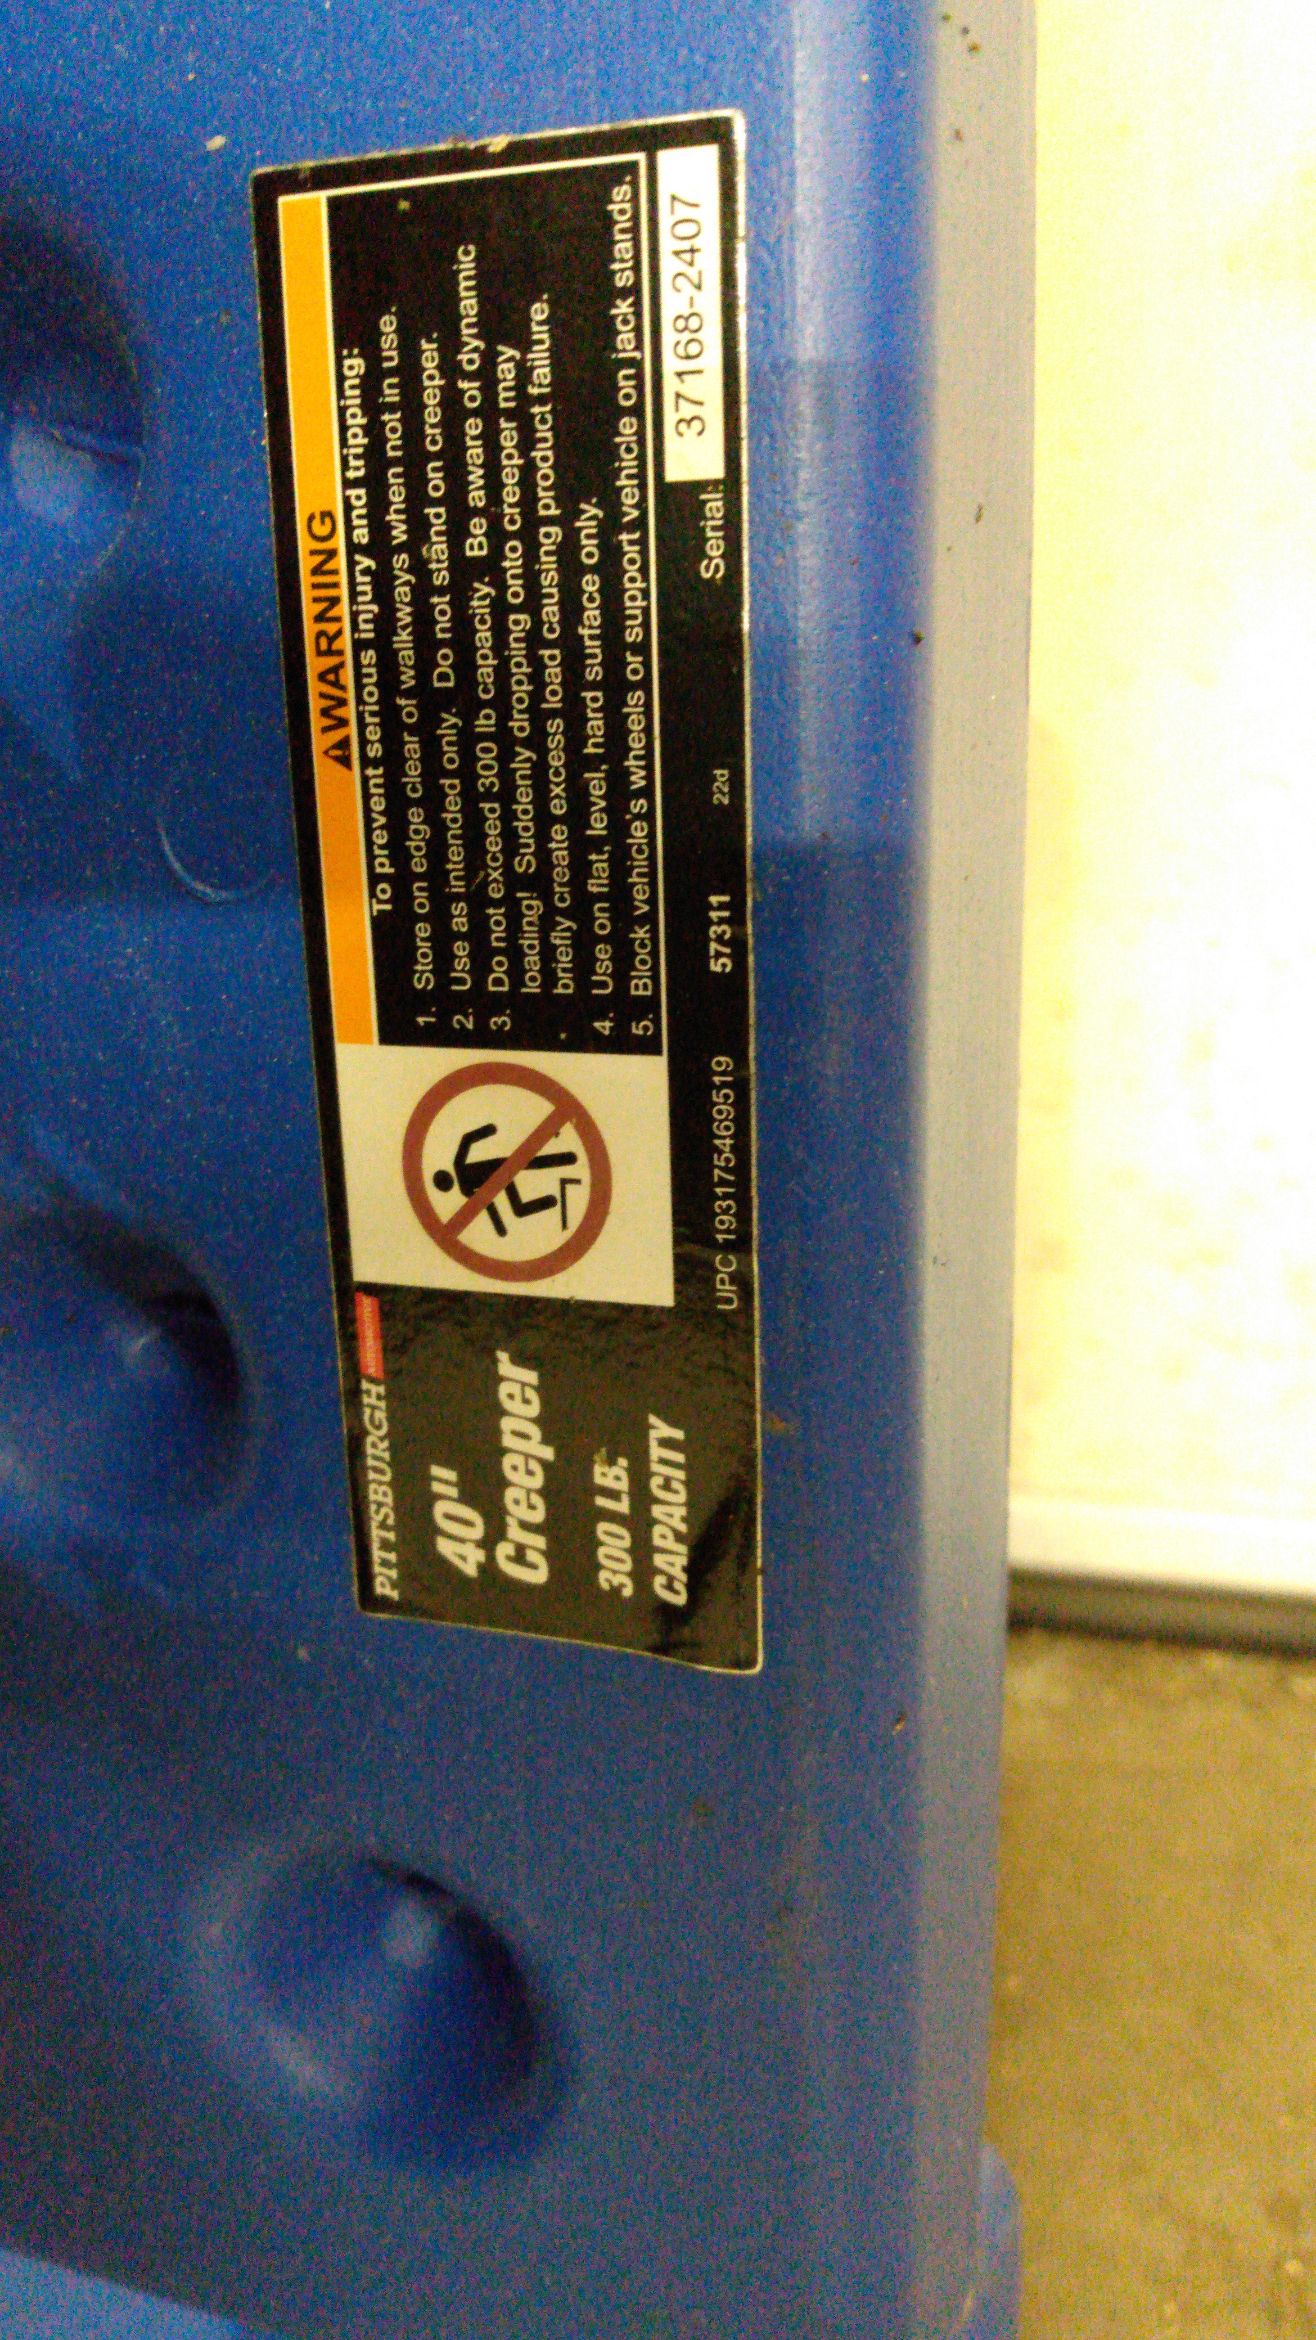 PITTSBURGH AUTOMOTIVE
40" Creeper
300 LB. CAPACITY
WARNING
To prevent serious injury and tripping:
1. Store on edge clear of walkways when not in use.
2. Use as intended only. Do not stand on creeper.
3. Do not exceed 300 lb capacity. Be aware of dynamic
loading! Suddenly dropping onto creeper may
briefly create excess load causing product failure.
4. Use on flat, level, hard surface only.
5. Block vehicle's wheels or support vehicle on jack stands.
UPC 193175469519 57311 22d Serial: 37168-2407